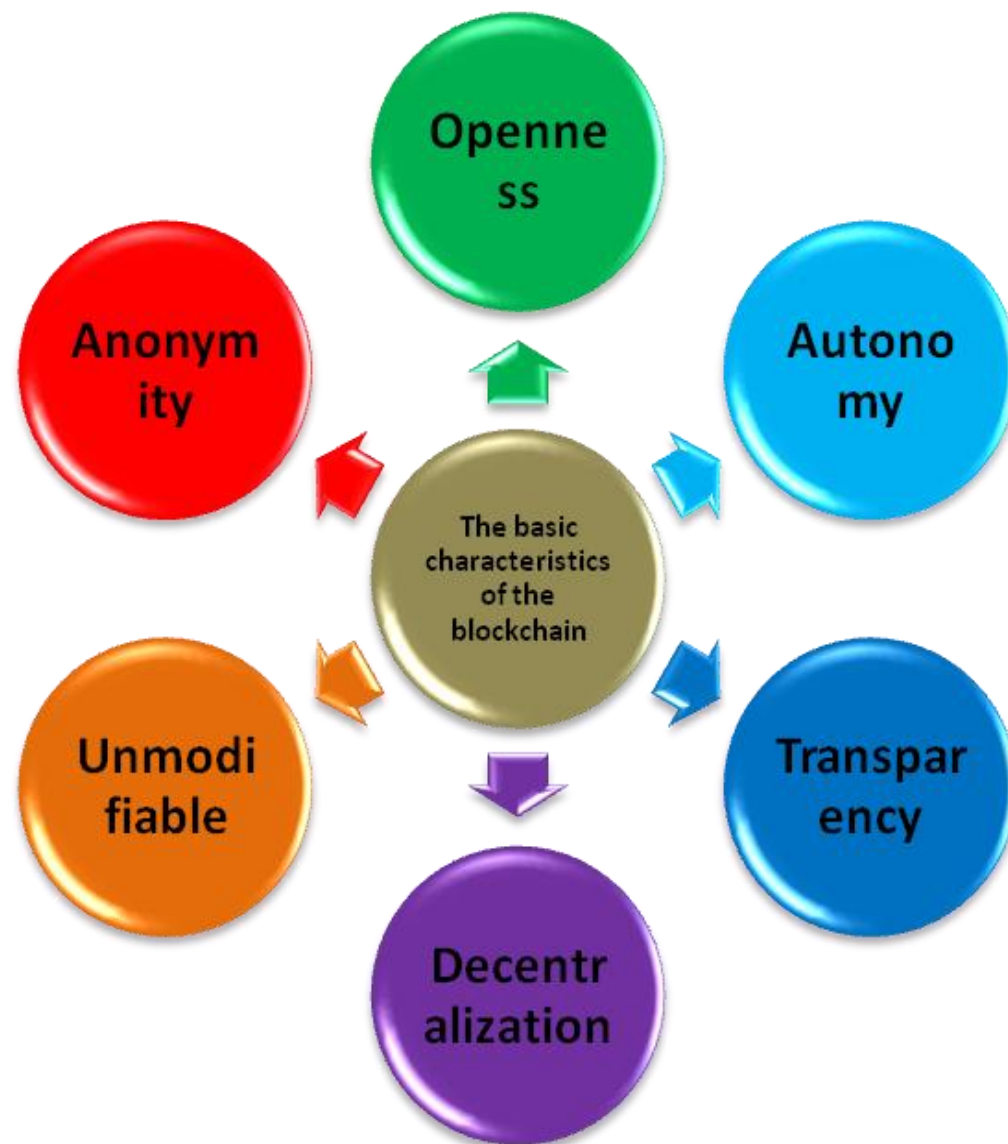 Openne
ss
Anonym
ity
Autono
my
The basic
characteristics
of the
blockchain
Unmodi
fiable
Transpar
ency
Decentr
alization